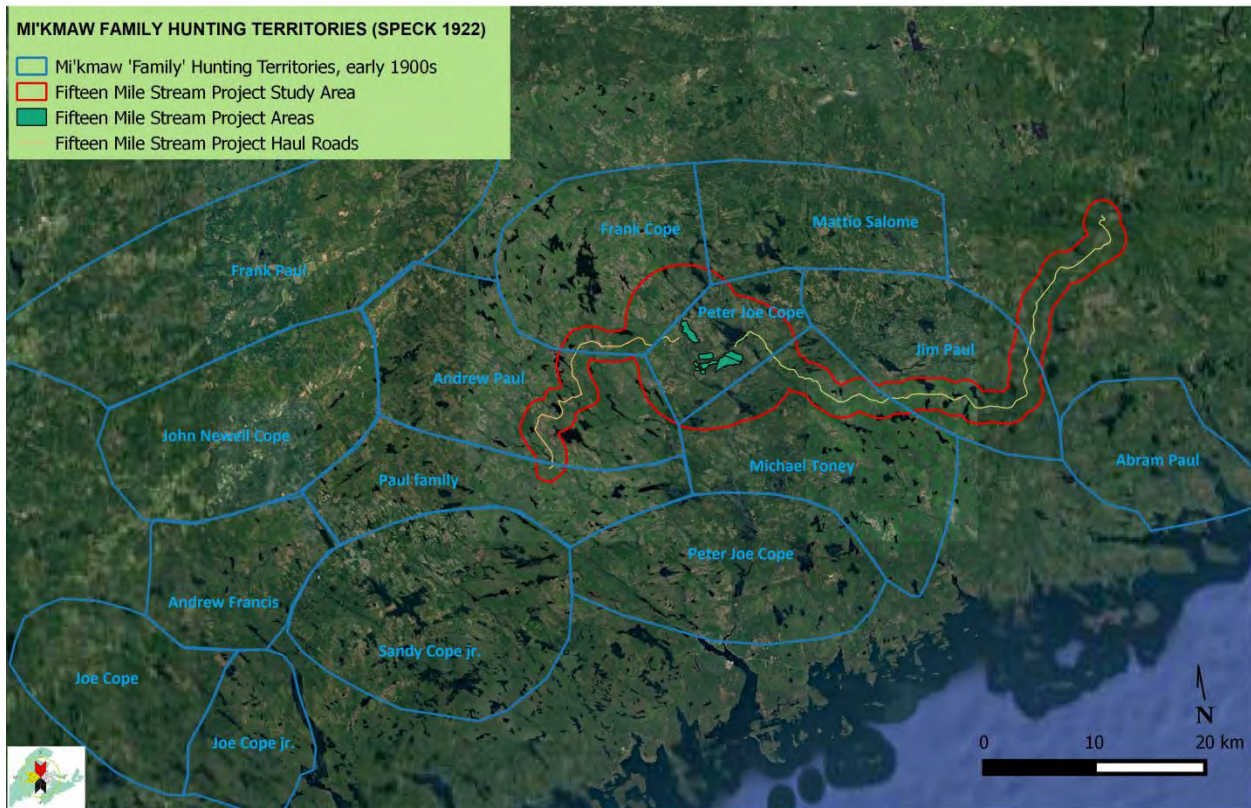 MI'KMAW FAMILY HUNTING TERRITORIES (SPECK 1922)
Mi'kmaw 'Family' Hunting Territories, early 1900s
Fifteen Mile Stream Project Study Area
Fifteen Mile Stream Project Areas
Fifteen Mile Stream Project Haul Roads
Frank Cope
Mattio Salome
Frank Paul
Peter Joe Cope
Jim Paul
Andrew Paul
John Newell Cope
Michael Toney
Abram Paul
Paul family
Peter Joe Cope
Andrew Francis
Sandy Cope jr.
Joe Cope
Joe Cope jr.
N
0 10 20 km